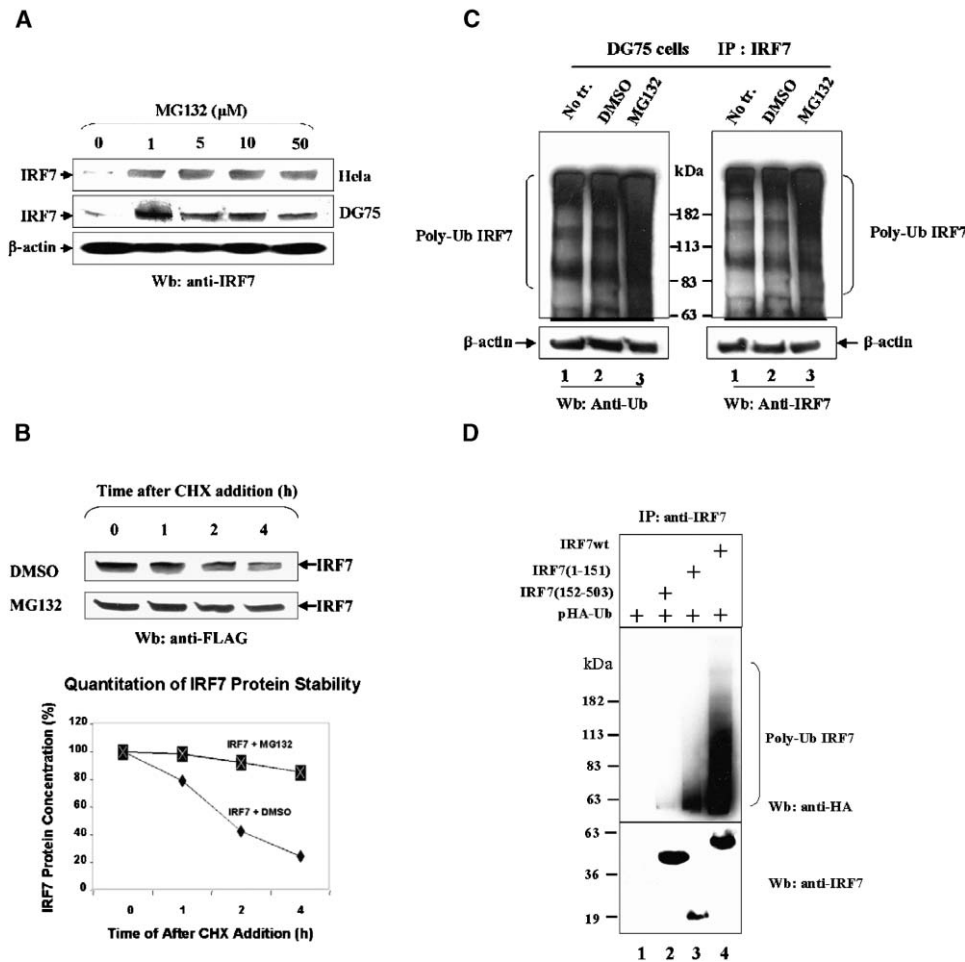 A
MG132 (µM)
0 1 5 10 50
IRF7 Hela
IRF7 DG75
β-actin
Wb: anti-IRF7
B
Time after CHX addition (h)
0 1 2 4
DMSO IRF7
MG132 IRF7
Wb: anti-FLAG
Quantitation of IRF7 Protein Stability
IRF7 Protein Concentration (%)
120
100
80
60
40
20
0
IRF7 + MG132
IRF7 + DMSO
0 1 2 4
Time of After CHX Addition (h)
C
DG75 cells IP : IRF7
No tr. DMSO MG132 No tr. DMSO MG132
kDa
Poly-Ub IRF7 Poly-Ub IRF7
182
113
83
63
β-actin β-actin
1 2 3 1 2 3
Wb: Anti-Ub Wb: Anti-IRF7
D
IP: anti-IRF7
IRF7wt +
IRF7(1-151) +
IRF7(152-503) +
pHA-Ub + + + +
kDa
182
113
83
63
Poly-Ub IRF7
Wb: anti-HA
63
36
19
Wb: anti-IRF7
1 2 3 4